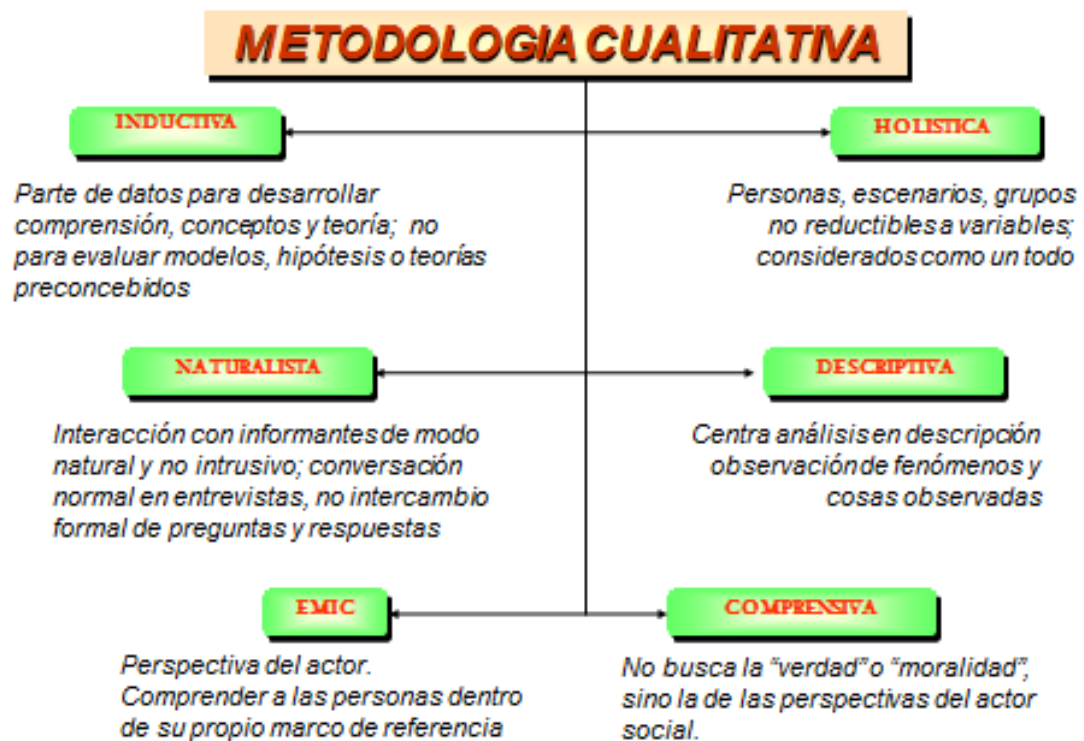 METODOLOGIA CUALITATIVA
INDUCTIVA
Parte de datos para desarrollar
comprensión, conceptos y teoría; no
para evaluar modelos, hipótesis o teorías
preconcebidos
HOLISTICA
Personas, escenarios, grupos
no reductibles a variables;
considerados como un todo
NATURALISTA
Interacción con informantes de modo
natural y no intrusivo; conversación
normal en entrevistas, no intercambio
formal de preguntas y respuestas
DESCRIPTIVA
Centra análisis en descripción
observación de fenómenos y
cosas observadas
EMIC
Perspectiva del actor.
Comprender a las personas dentro
de su propio marco de referencia
COMPRENSIVA
No busca la “verdad” o “moralidad”,
sino la de las perspectivas del actor
social.